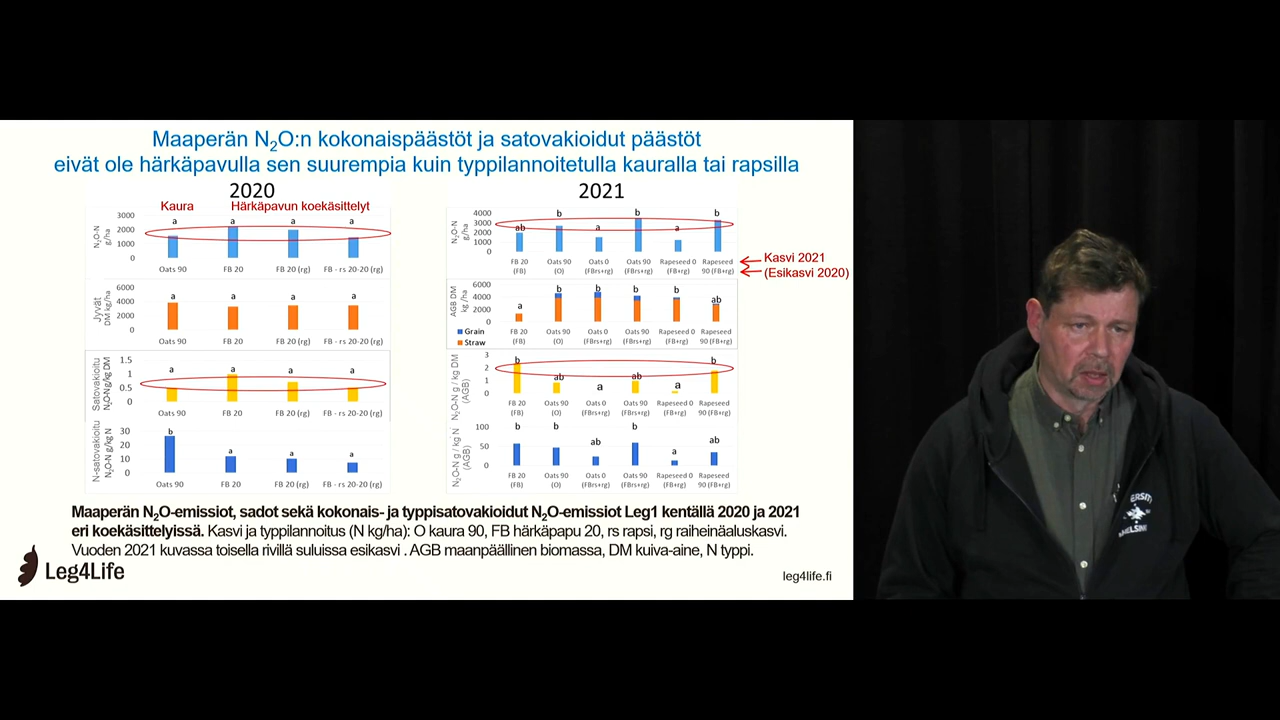 Maaperän N₂O:n kokonaispäästöt ja satovakioidut päästöt
eivät ole härkäpavulla sen suurempia kuin typpilannoitetulla kauralla tai rapsilla
2020
Kaura Härkäpavun koekäsittelyt
N₂O-N
g/ha
3000
2000
1000
0
a a a a
Oats 90 FB 20 FB 20 (rg) FB - rs 20-20 (rg)
Jyvät
DM kg/ha
6000
4000
2000
0
a a a a
Oats 90 FB 20 FB 20 (rg) FB - rs 20-20 (rg)
Satovakioitu
N₂O-N g/kg DM
1.5
1
0.5
0
a a a a
Oats 90 FB 20 FB 20 (rg) FB - rs 20-20 (rg)
N-satovakioitu
N₂O-N g/kg N
30
20
10
0
b a a a
Oats 90 FB 20 FB 20 (rg) FB - rs 20-20 (rg)
2021
N₂O-N
g/ha
4000
3000
2000
1000
0
ab b a b a b
FB 20 Oats 90 Oats 0 Oats 90 Rapeseed 0 Rapeseed
(FB) (O) (FBrs+rg) (FBrs+rg) (FB+rg) 90 (FB+rg)
Kasvi 2021
(Esikasvi 2020)
AGB DM
kg/ha
6000
4000
2000
0
a b b b b ab
FB 20 Oats 90 Oats 0 Oats 90 Rapeseed 0 Rapeseed
(FB) (O) (FBrs+rg) (FBrs+rg) (FB+rg) 90 (FB+rg)
Grain
Straw
N₂O-N g / kg DM
(AGB)
3
2
1
0
b ab a ab a b
FB 20 Oats 90 Oats 0 Oats 90 Rapeseed 0 Rapeseed
(FB) (O) (FBrs+rg) (FBrs+rg) (FB+rg) 90 (FB+rg)
N₂O-N g / kg N
(AGB)
100
50
0
b b ab b a ab
FB 20 Oats 90 Oats 0 Oats 90 Rapeseed 0 Rapeseed
(FB) (O) (FBrs+rg) (FBrs+rg) (FB+rg) 90 (FB+rg)
Maaperän N₂O-emissiot, sadot sekä kokonais- ja typpisatovakioidut N₂O-emissiot Leg1 kentällä 2020 ja 2021
eri koekäsittelyissä. Kasvi ja typpilannoitus (N kg/ha): O kaura 90, FB härkäpapu 20, rs rapsi, rg raiheinäaluskasvi.
Vuoden 2021 kuvassa toisella rivillä suluissa esikasvi . AGB maanpäällinen biomassa, DM kuiva-aine, N typpi.
Leg4Life
leg4life.fi